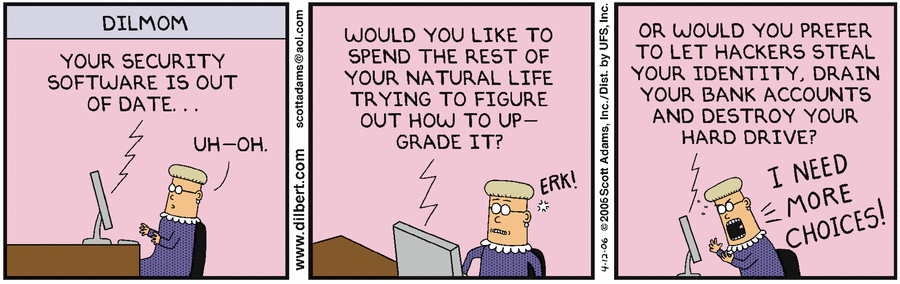 DILMOM
YOUR SECURITY
SOFTWARE IS OUT
OF DATE...
UH-OH.
www.dilbert.com scottadams@aol.com
WOULD YOU LIKE TO
SPEND THE REST OF
YOUR NATURAL LIFE
TRYING TO FIGURE
OUT HOW TO UP-
GRADE IT?
ERK!
4-12-06 ©2006 Scott Adams, Inc./Dist. by UFS, Inc.
OR WOULD YOU PREFER
TO LET HACKERS STEAL
YOUR IDENTITY, DRAIN
YOUR BANK ACCOUNTS
AND DESTROY YOUR
HARD DRIVE?
I NEED
MORE
CHOICES!